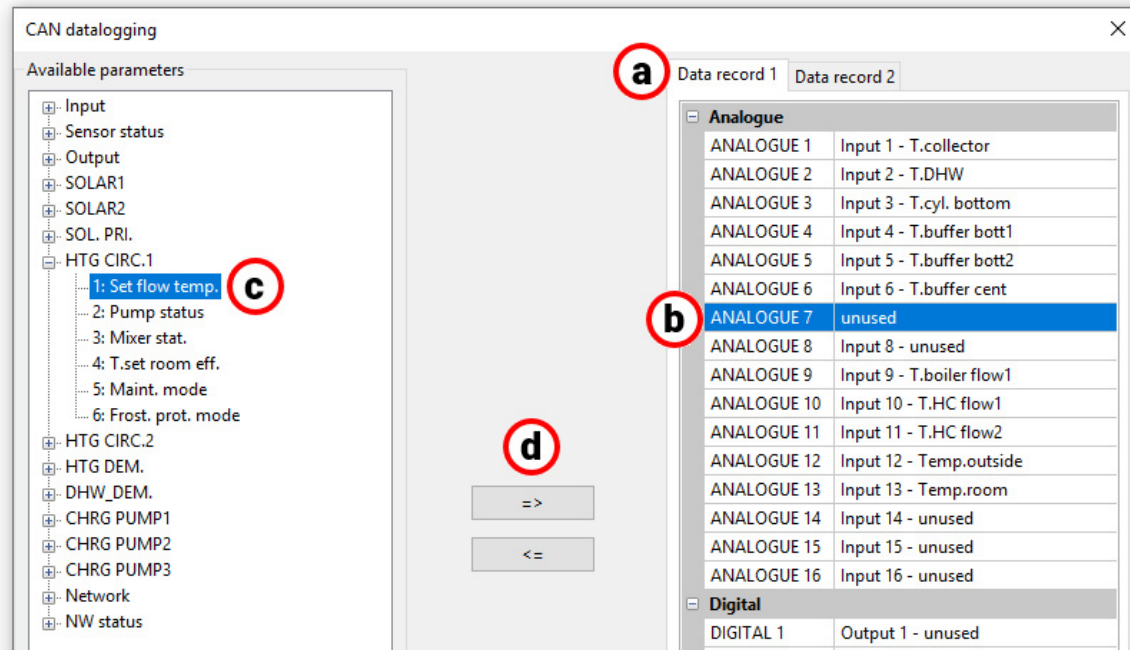 CAN datalogging
Available parameters
Input
Sensor status
Output
SOLAR1
SOLAR2
SOL. PRI.
HTG CIRC.1
1: Set flow temp.
c
2: Pump status
3: Mixer stat.
4: T.set room eff.
5: Maint. mode
6: Frost. prot. mode
HTG CIRC.2
HTG DEM.
DHW_DEM.
CHRG PUMP1
CHRG PUMP2
CHRG PUMP3
Network
NW status
d
=>
<=
a
Data record 1 Data record 2
Analogue
ANALOGUE 1 Input 1 - T.collector
ANALOGUE 2 Input 2 - T.DHW
ANALOGUE 3 Input 3 - T.cyl. bottom
ANALOGUE 4 Input 4 - T.buffer bott1
ANALOGUE 5 Input 5 - T.buffer bott2
ANALOGUE 6 Input 6 - T.buffer cent
b
ANALOGUE 7 unused
ANALOGUE 8 Input 8 - unused
ANALOGUE 9 Input 9 - T.boiler flow1
ANALOGUE 10 Input 10 - T.HC flow1
ANALOGUE 11 Input 11 - T.HC flow2
ANALOGUE 12 Input 12 - Temp.outside
ANALOGUE 13 Input 13 - Temp.room
ANALOGUE 14 Input 14 - unused
ANALOGUE 15 Input 15 - unused
ANALOGUE 16 Input 16 - unused
Digital
DIGITAL 1 Output 1 - unused